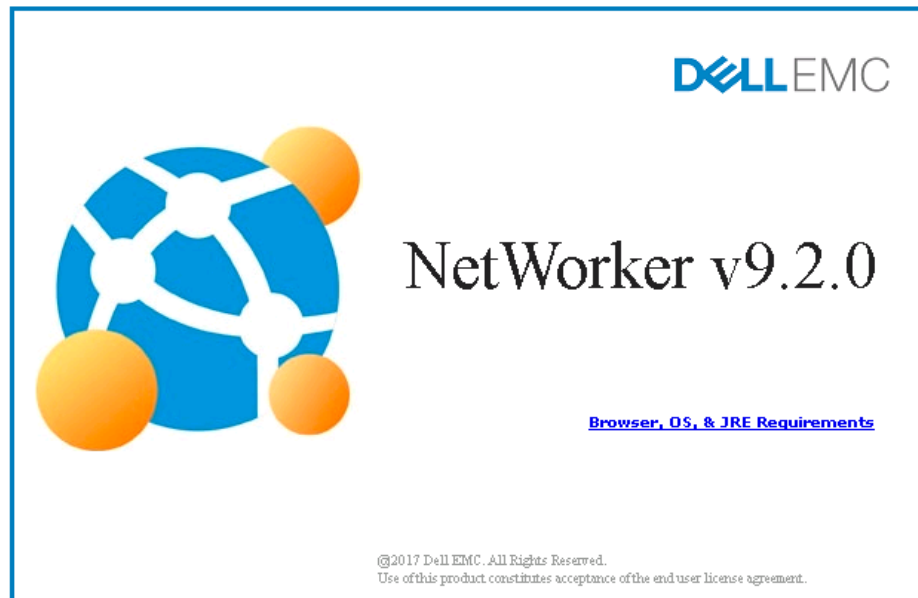 DELLEMC
NetWorker v9.2.0
Browser, OS, & JRE Requirements
@2017 Dell EMC. All Rights Reserved.
Use of this product constitutes acceptance of the end user license agreement.